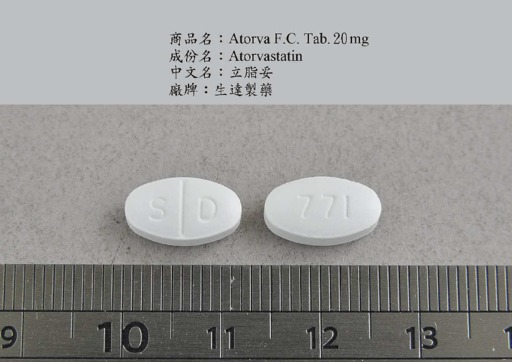 商品名：Atorva F.C. Tab. 20mg
成份名：Atorvastatin
中文名：立脂妥
廠牌：生達製藥
S D 771
9 10 11 12 13 1